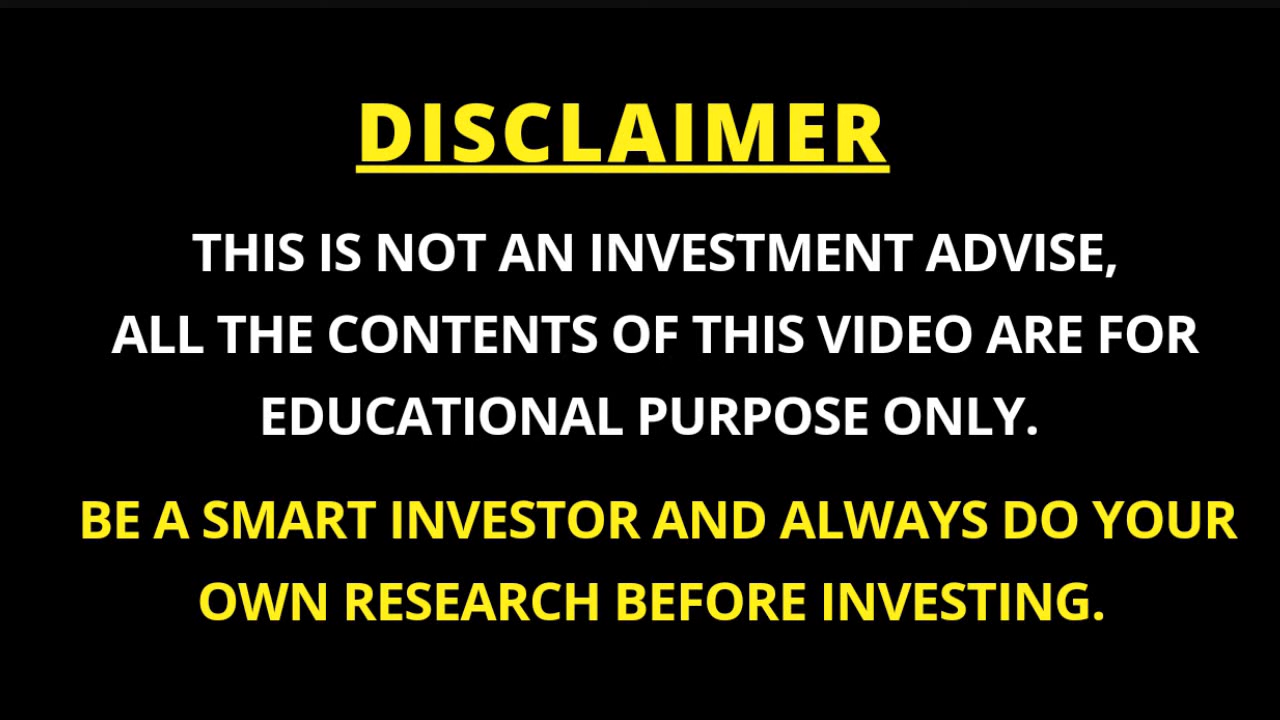 DISCLAIMER
THIS IS NOT AN INVESTMENT ADVISE,
ALL THE CONTENTS OF THIS VIDEO ARE FOR
EDUCATIONAL PURPOSE ONLY.
BE A SMART INVESTOR AND ALWAYS DO YOUR
OWN RESEARCH BEFORE INVESTING.